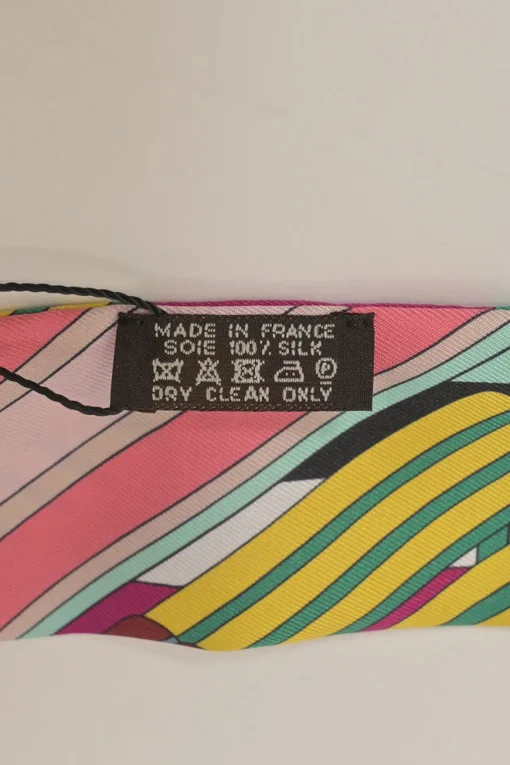 MADE IN FRANCE
SOIE 100% SILK
P
DRY CLEAN ONLY